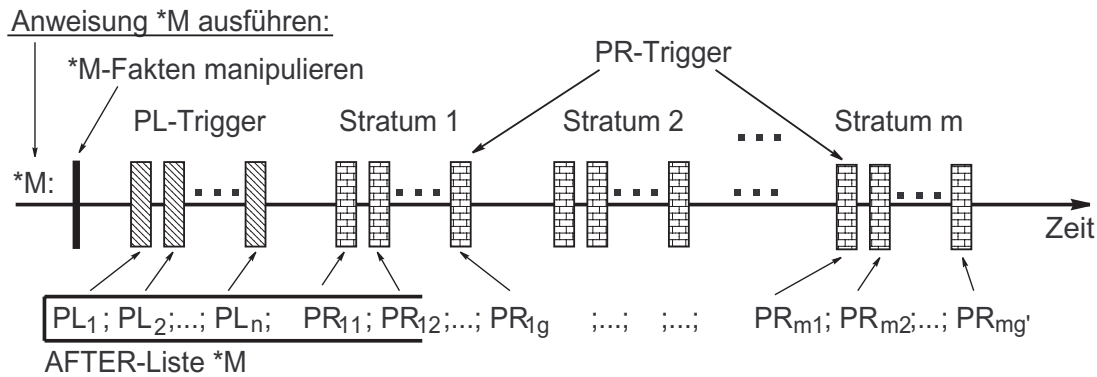 Anweisung *M ausführen:
*M-Fakten manipulieren
PR-Trigger
PL-Trigger
Stratum 1
Stratum 2
Stratum m
*M:
Zeit
PL1; PL2;...; PLn; PR11; PR12;...; PR1g ;...; ;...; PRm1; PRm2;...; PRmg'
AFTER-Liste *M